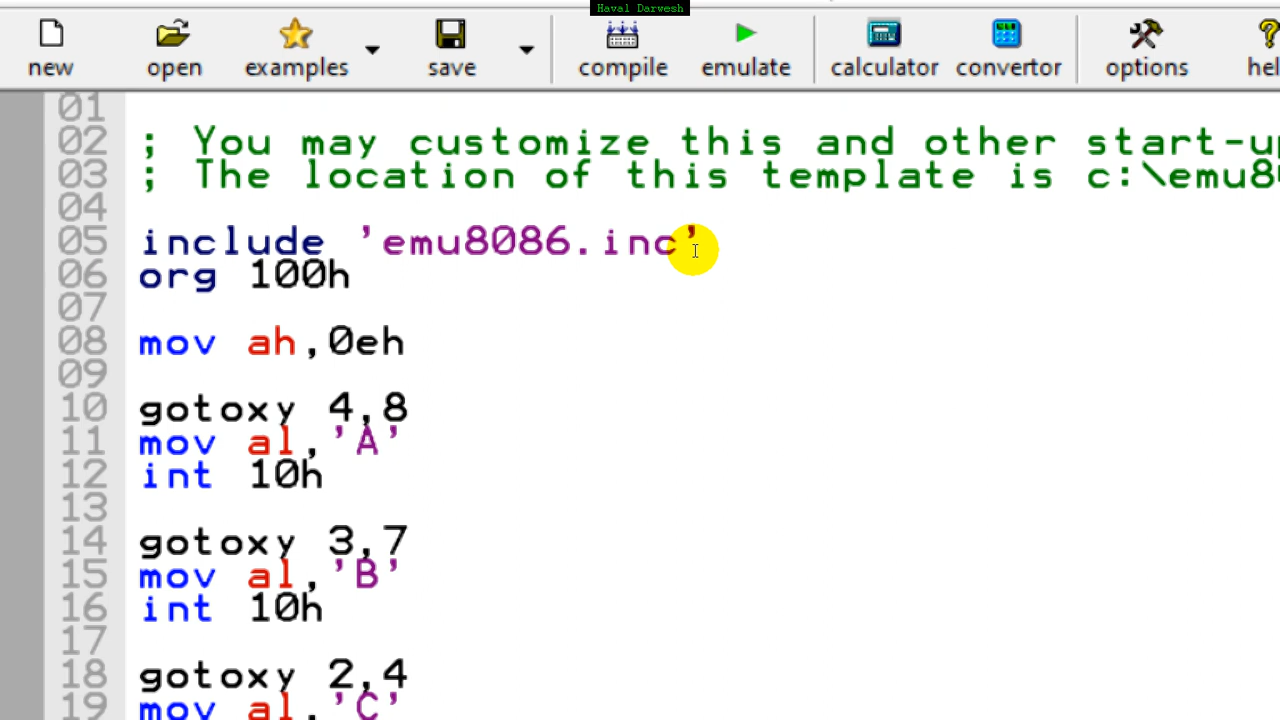 Haval Darwesh
new open examples save compile emulate calculator convertor options
01
02 ; You may customize this and other
03 ; The location of this template is
04
05 include 'emu8086.inc'
06 org 100h
07
08 mov ah,0eh
09
10 gotoxy 4,8
11 mov al,'A'
12 int 10h
13
14 gotoxy 3,7
15 mov al,'B'
16 int 10h
17
18 gotoxy 2,4
19 mov al,'C'